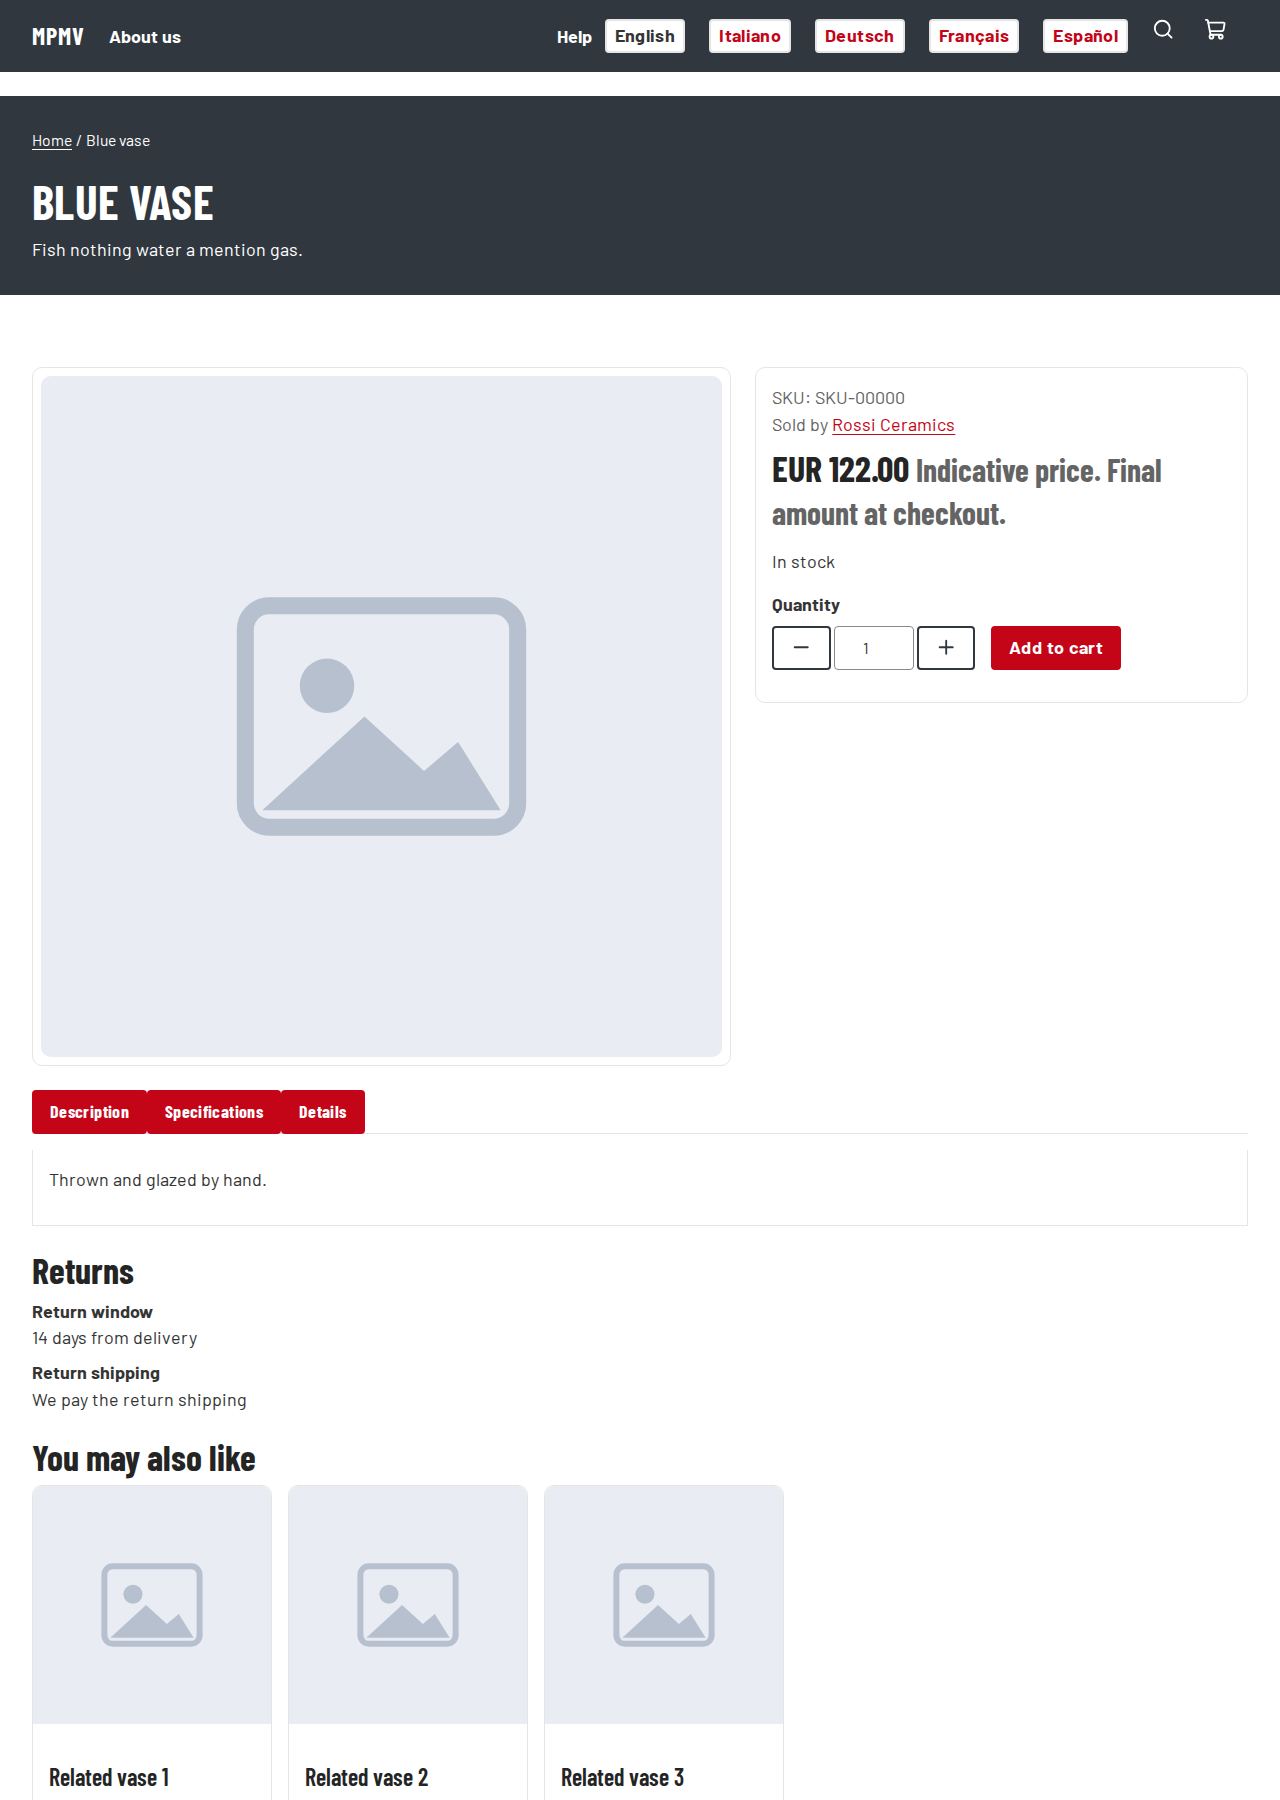 MPMV About us Help English Italiano Deutsch Français Español
Home / Blue vase
BLUE VASE
Fish nothing water a mention gas.
SKU: SKU-00000
Sold by Rossi Ceramics
EUR 122.00 Indicative price. Final
amount at checkout.
In stock
Quantity
1 Add to cart
Description Specifications Details
Thrown and glazed by hand.
Returns
Return window
14 days from delivery
Return shipping
We pay the return shipping
You may also like
Related vase 1 Related vase 2 Related vase 3